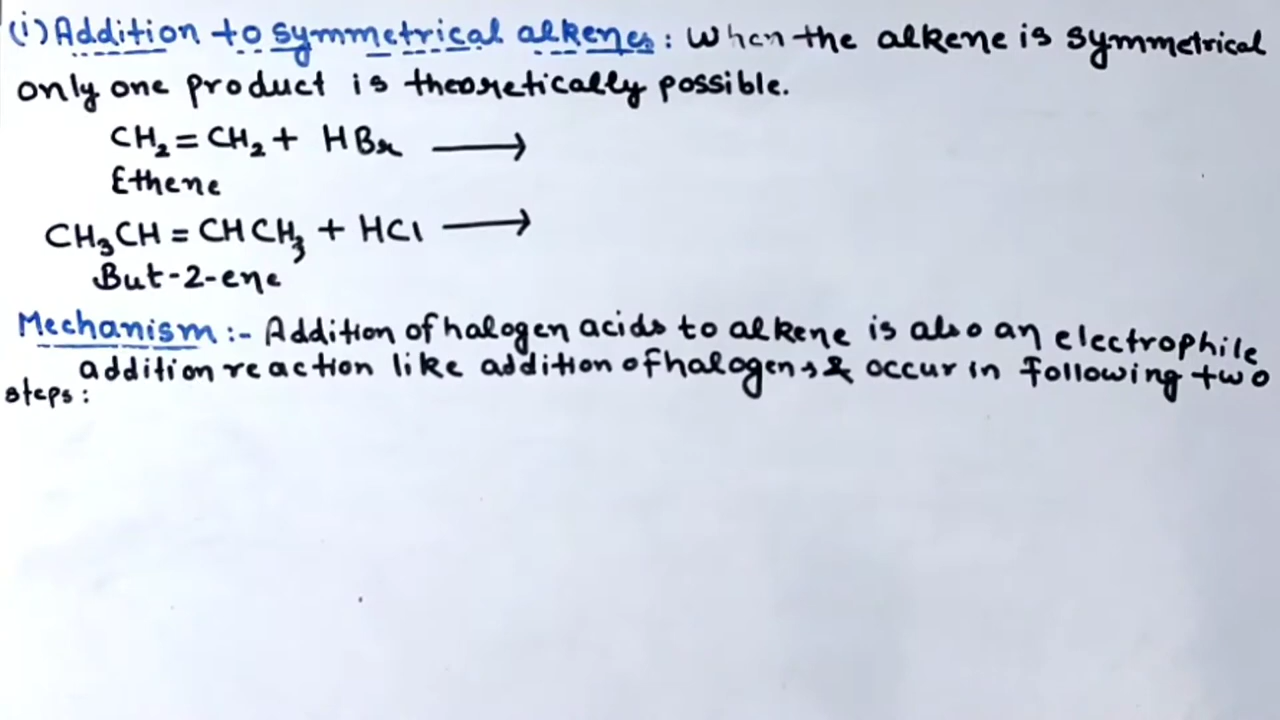 (i) Addition to symmetrical alkenes: When the alkene is symmetrical
only one product is theoretically possible.
CH₂=CH₂ + HBr ⟶
Ethene
CH₃CH=CHCH₃ + HCl ⟶
But-2-ene
Mechanism:- Addition of halogen acids to alkene is also an electrophile
addition reaction like addition of halogens & occur in following two
steps: